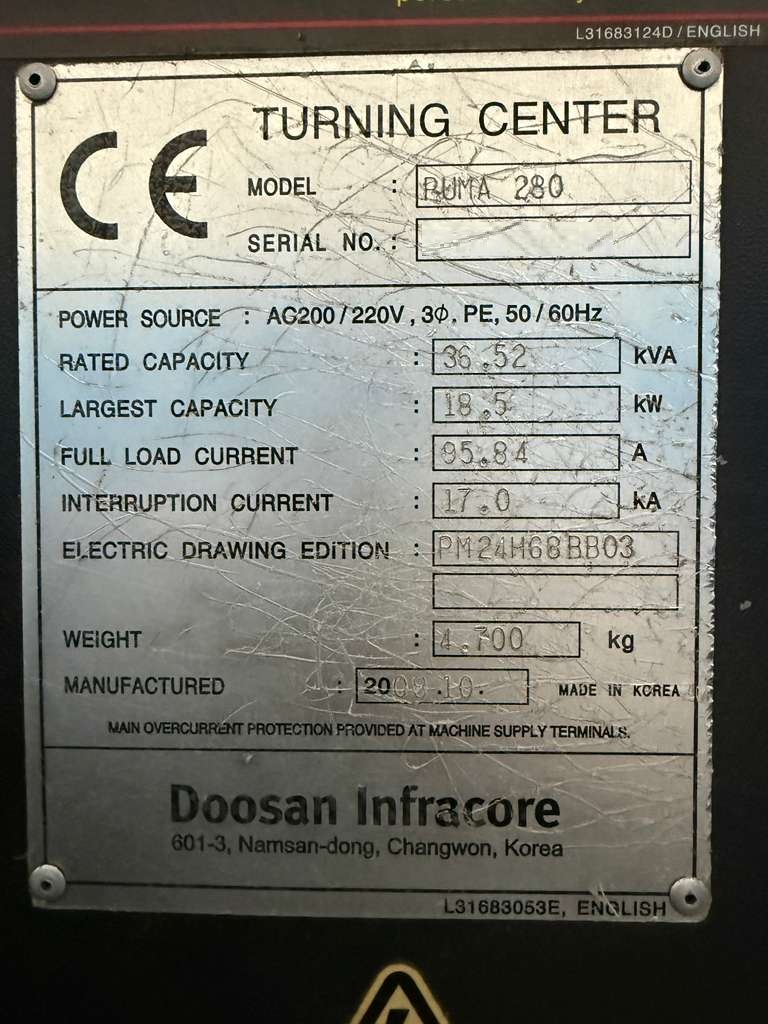 L31683124D / ENGLISH
CE
TURNING CENTER
MODEL : PUMA 280
SERIAL NO. :
POWER SOURCE : AC200 / 220V , 3Φ. PE, 50 / 60Hz
RATED CAPACITY : 36.52 kVA
LARGEST CAPACITY : 18.5 kW
FULL LOAD CURRENT : 95.84 A
INTERRUPTION CURRENT : 17.0 kA
ELECTRIC DRAWING EDITION : PM24H68BB03
WEIGHT : 4.700 kg
MANUFACTURED : 2008.10. MADE IN KOREA
MAIN OVERCURRENT PROTECTION PROVIDED AT MACHINE SUPPLY TERMINALS.
Doosan Infracore
601-3, Namsan-dong, Changwon, Korea
L31683053E, ENGLISH